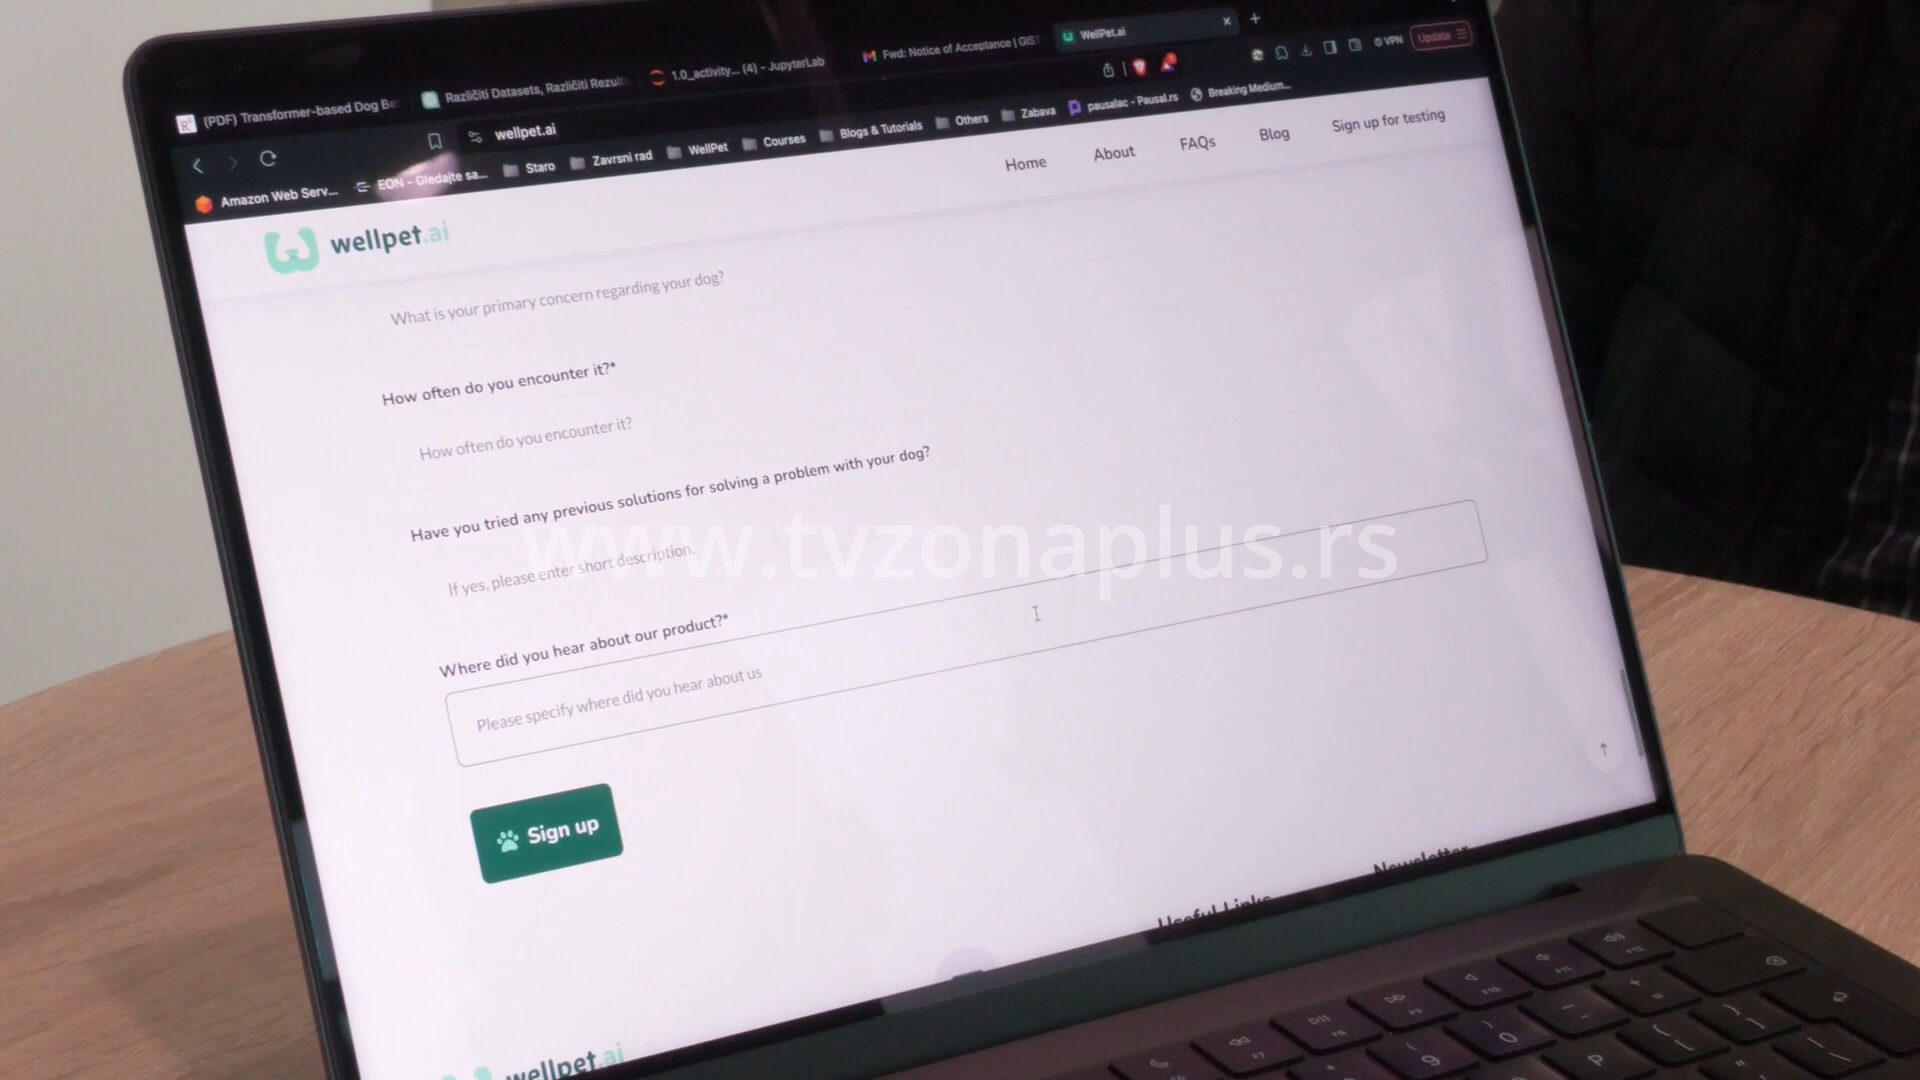 (PDF) Transformer-based Dog Be
Različiti Datasets, Različiti Rezult
1.0_activity... (4) - JupyterLab
Fwd: Notice of Acceptance | GIST
WellPet.ai
wellpet.ai
VPN
Update
Amazon Web Serv...
EON - Gledajte sa...
Staro
Zavrsni rad
WellPet
Courses
Blogs & Tutorials
Others
Zabava
pausalac - Pausal.rs
Breaking Medium...
wellpet.ai
Home
About
FAQs
Blog
Sign up for testing
What is your primary concern regarding your dog?
How often do you encounter it?*
How often do you encounter it?
Have you tried any previous solutions for solving a problem with your dog?
If yes, please enter short description.
www.tvzonaplus.rs
Where did you hear about our product?*
Please specify where did you hear about us
Sign up
Useful Links
Newsletter
wellpet.ai